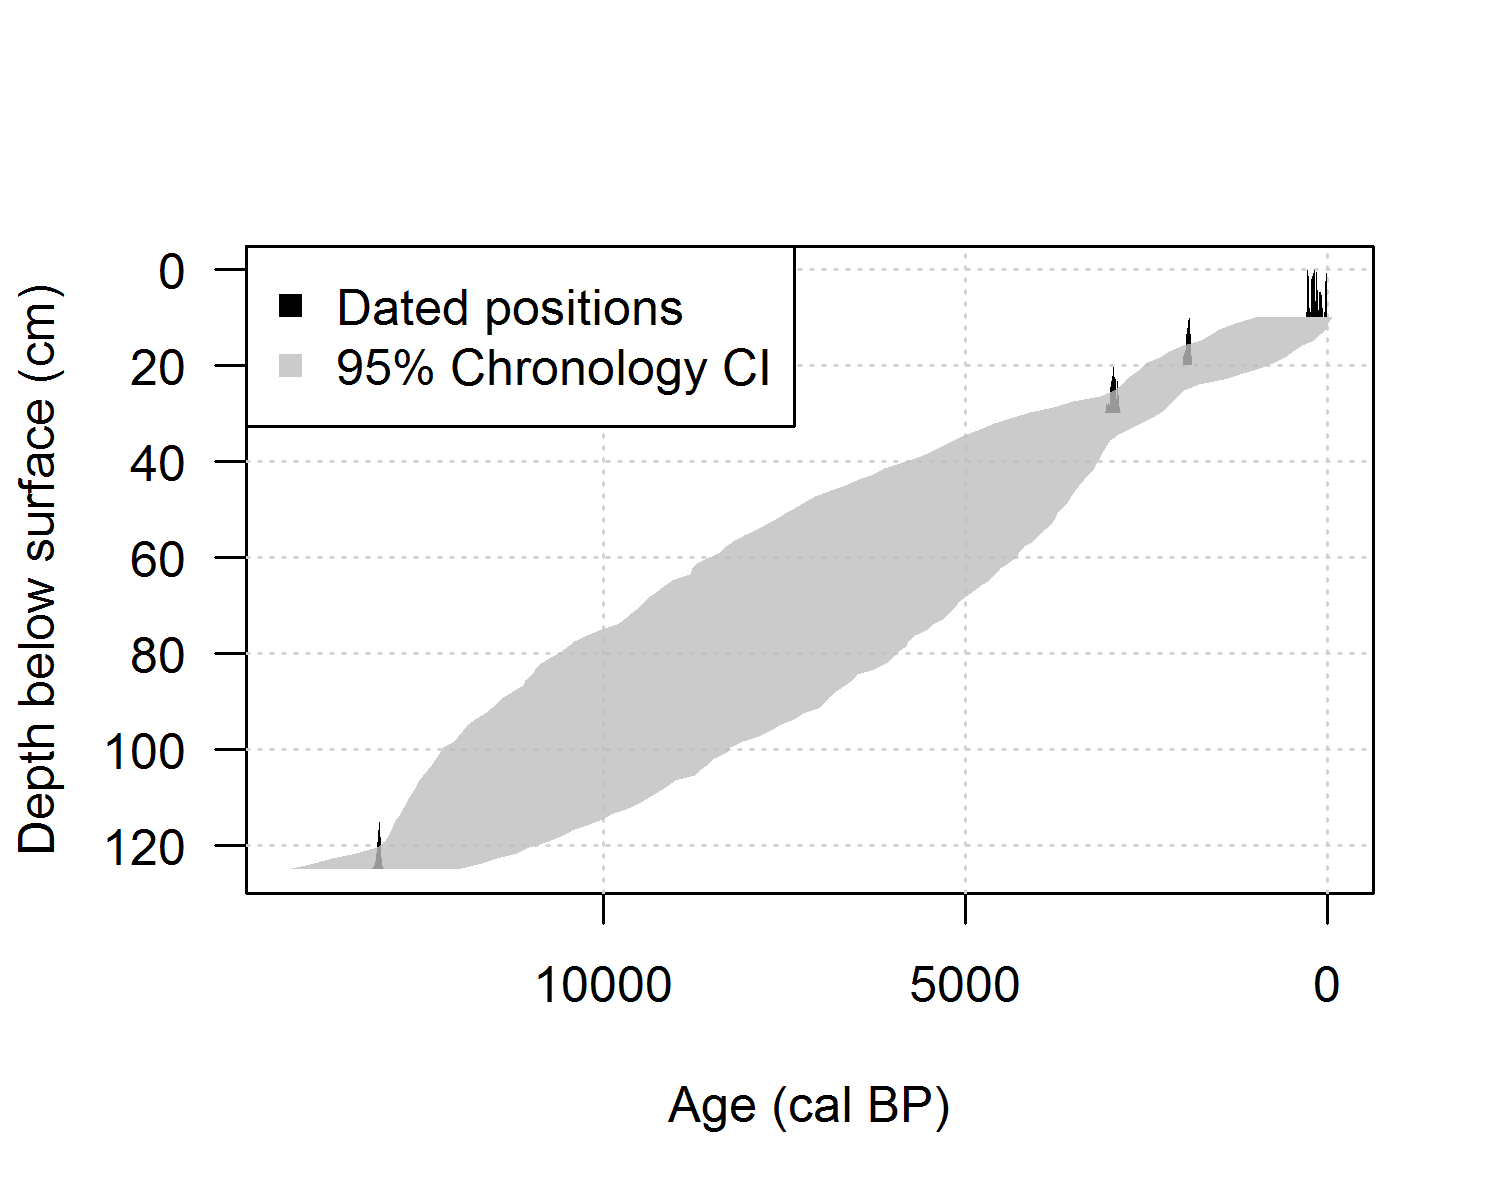 Dated positions
95% Chronology CI
Depth below surface (cm)
0
20
40
60
80
100
120
10000 5000 0
Age (cal BP)